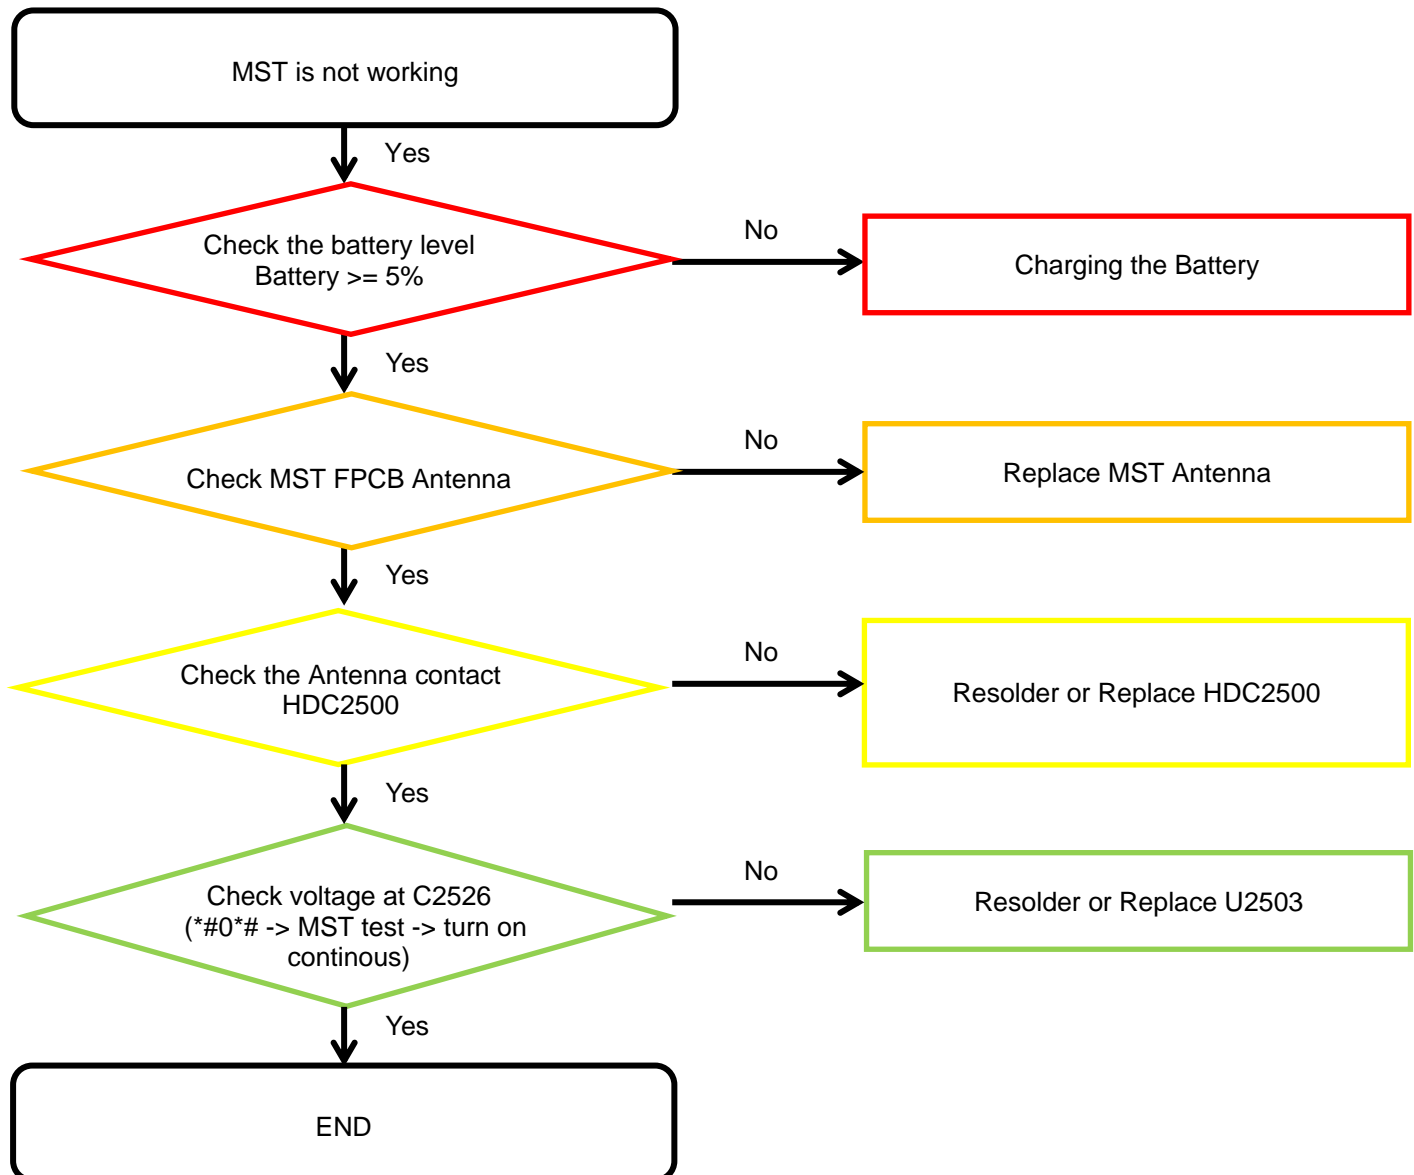 MST is not working
Yes
Check the battery level
Battery >= 5%
No
Charging the Battery
Yes
Check MST FPCB Antenna
No
Replace MST Antenna
Yes
Check the Antenna contact
HDC2500
No
Resolder or Replace HDC2500
Yes
Check voltage at C2526
(*#0*# -> MST test -> turn on
continous)
No
Resolder or Replace U2503
Yes
END